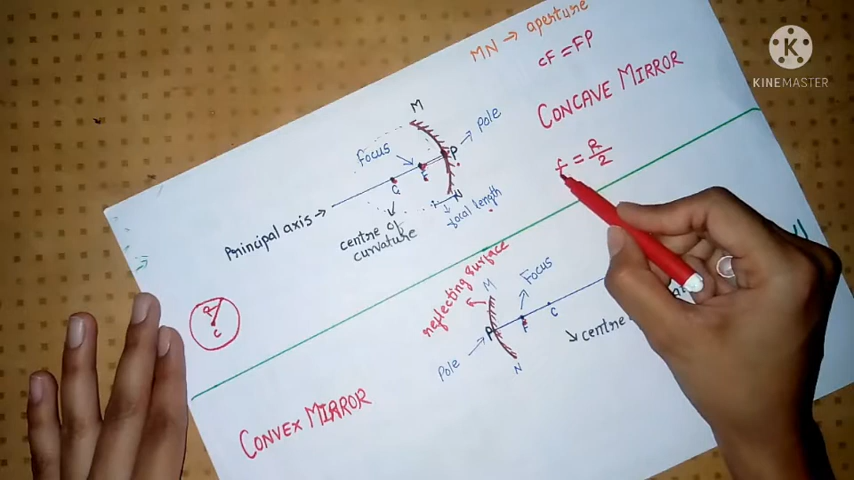 MN → aperture
CF = FP
CONCAVE MIRROR
f = R/2
M
Pole
Focus
P
F
C
N
focal length
Principal axis →
centre of
curvature
reflecting surface
M
Focus
P
F
C
N
Pole
centre
r
c
CONVEX MIRROR
K
KINEMASTER